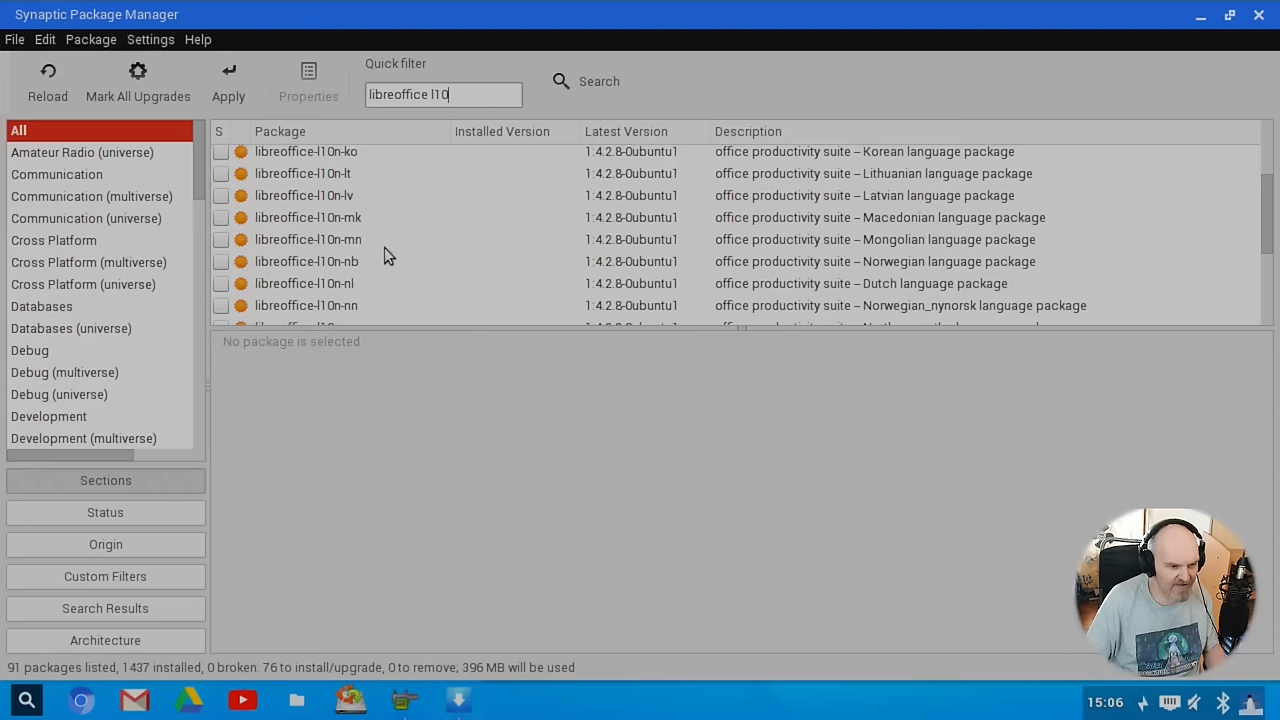 Synaptic Package Manager
File Edit Package Settings Help
Reload
Mark All Upgrades
Apply
Properties
Quick filter
libreoffice l10
Search
All
Amateur Radio (universe)
Communication
Communication (multiverse)
Communication (universe)
Cross Platform
Cross Platform (multiverse)
Cross Platform (universe)
Databases
Databases (universe)
Debug
Debug (multiverse)
Debug (universe)
Development
Development (multiverse)
Sections
Status
Origin
Custom Filters
Search Results
Architecture
S Package Installed Version Latest Version Description
libreoffice-l10n-ko 1:4.2.8-0ubuntu1 office productivity suite – Korean language package
libreoffice-l10n-lt 1:4.2.8-0ubuntu1 office productivity suite – Lithuanian language package
libreoffice-l10n-lv 1:4.2.8-0ubuntu1 office productivity suite – Latvian language package
libreoffice-l10n-mk 1:4.2.8-0ubuntu1 office productivity suite – Macedonian language package
libreoffice-l10n-mn 1:4.2.8-0ubuntu1 office productivity suite – Mongolian language package
libreoffice-l10n-nb 1:4.2.8-0ubuntu1 office productivity suite – Norwegian language package
libreoffice-l10n-nl 1:4.2.8-0ubuntu1 office productivity suite – Dutch language package
libreoffice-l10n-nn 1:4.2.8-0ubuntu1 office productivity suite – Norwegian_nynorsk language package
No package is selected.
91 packages listed, 1437 installed, 0 broken. 76 to install/upgrade, 0 to remove; 396 MB will be used
15:06